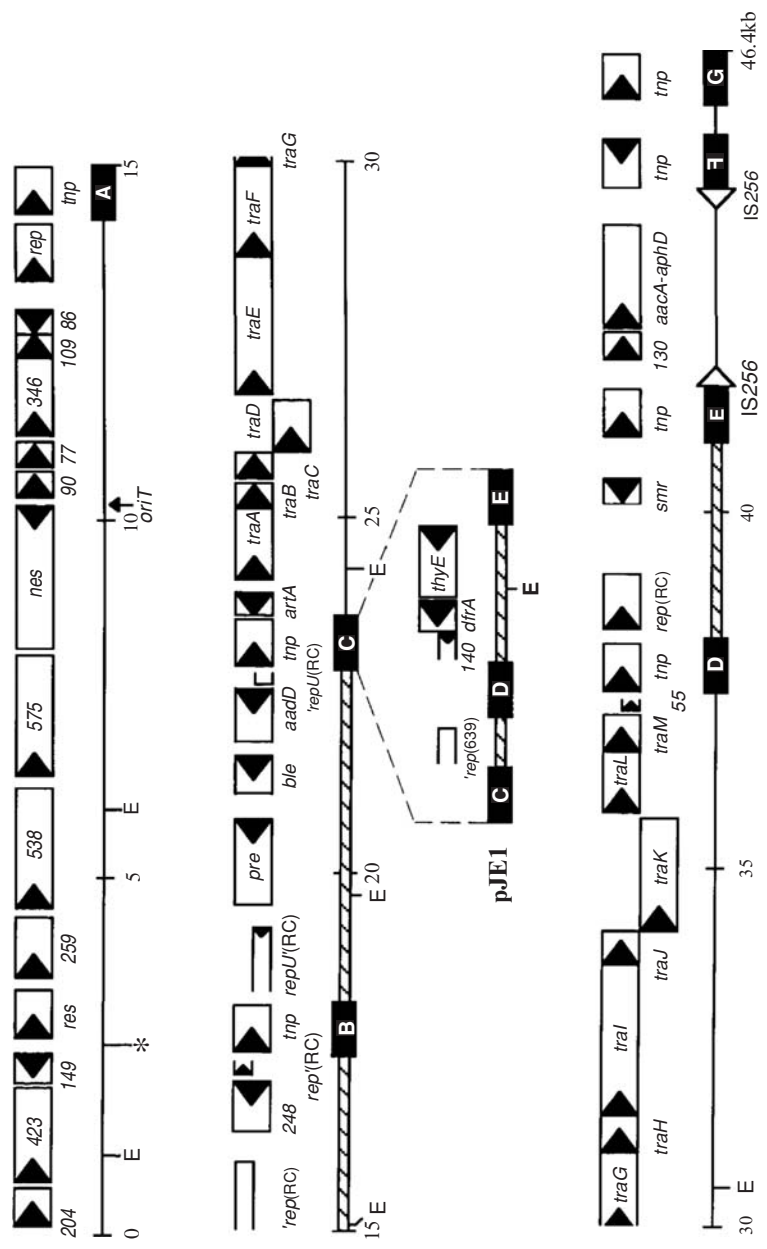 204 423 149 res 259 538 575 nes 90 77 346 109 86 rep tnp
0 E * 5 E 10 oriT A 15
'rep(RC) 248 rep'(RC) tnp repU'(RC) pre ble aadD 'repU(RC) tnp artA traA traB traC traD traE traF traG
15 E B E 20 C E 25 30
'rep(639) 140 dfrA thyE
pJE1 C D E E
traG traH traI traJ traK traL traM 55 tnp rep(RC) smr tnp 130 aacA-aphD tnp tnp
30 E 35 D 40 E IS256 IS256 F G 46.4kb